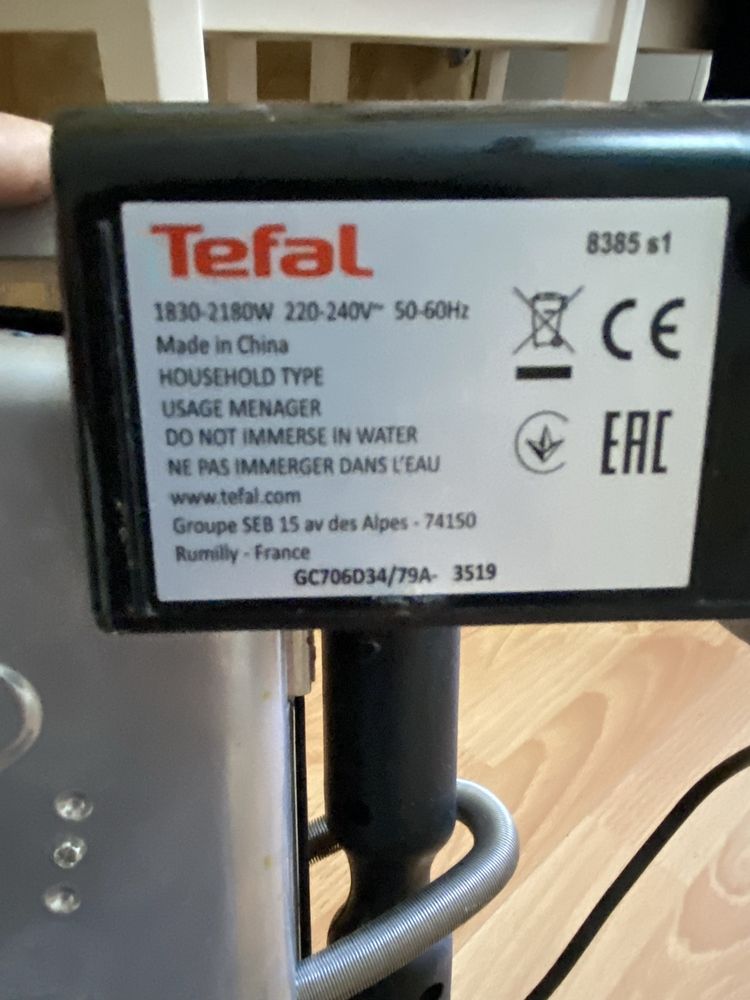 Tefal
8385 s1
1830-2180W 220-240V~ 50-60Hz
Made in China
HOUSEHOLD TYPE
USAGE MENAGER
DO NOT IMMERSE IN WATER
NE PAS IMMERGER DANS L'EAU
www.tefal.com
Groupe SEB 15 av des Alpes - 74150
Rumilly - France
GC706D34/79A- 3519
CE
EAC